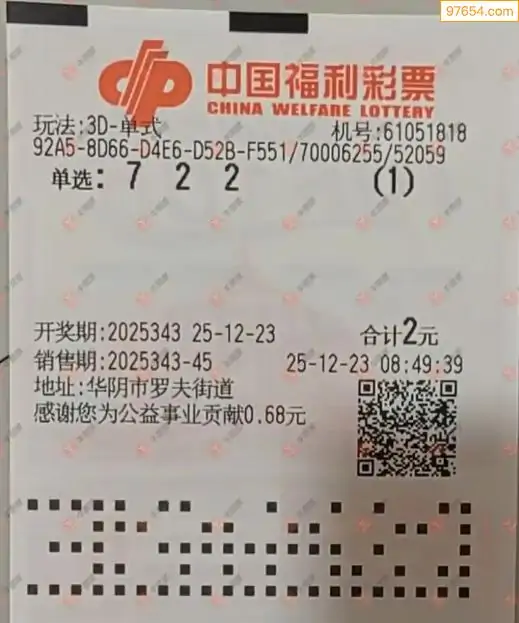 97654.com
中国福利彩票
CHINA WELFARE LOTTERY
玩法:3D-单式 机号:61051818
92A5-8D66-D4E6-D52B-F551/70006255/52059
单选: 7 2 2 (1)
开奖期:2025343 25-12-23 合计2元
销售期:2025343-45 25-12-23 08:49:39
地址:华阴市罗夫街道
感谢您为公益事业贡献0.68元